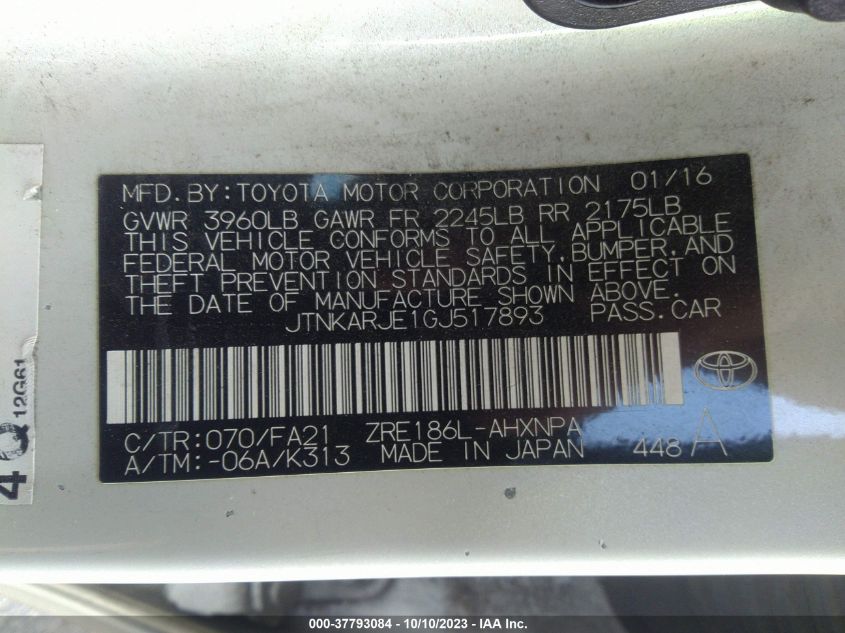 MFD.BY:TOYOTA MOTOR CORPORATION 01/16
GVWR 3960LB GAWR FR 2245LB RR 2175LB
THIS VEHICLE CONFORMS TO ALL APPLICABLE
FEDERAL MOTOR VEHICLE SAFETY,BUMPER,AND
THEFT PREVENTION STANDARDS IN EFFECT ON
THE DATE OF MANUFACTURE SHOWN ABOVE.
JTNKARJE1GJ517893 PASS.CAR
C/TR:070/FA21 ZRE186L-AHXNPA
A/TM:-06A/K313 MADE IN JAPAN 448 A
4Q 12G61
000-37793084 - 10/10/2023 - IAA Inc.